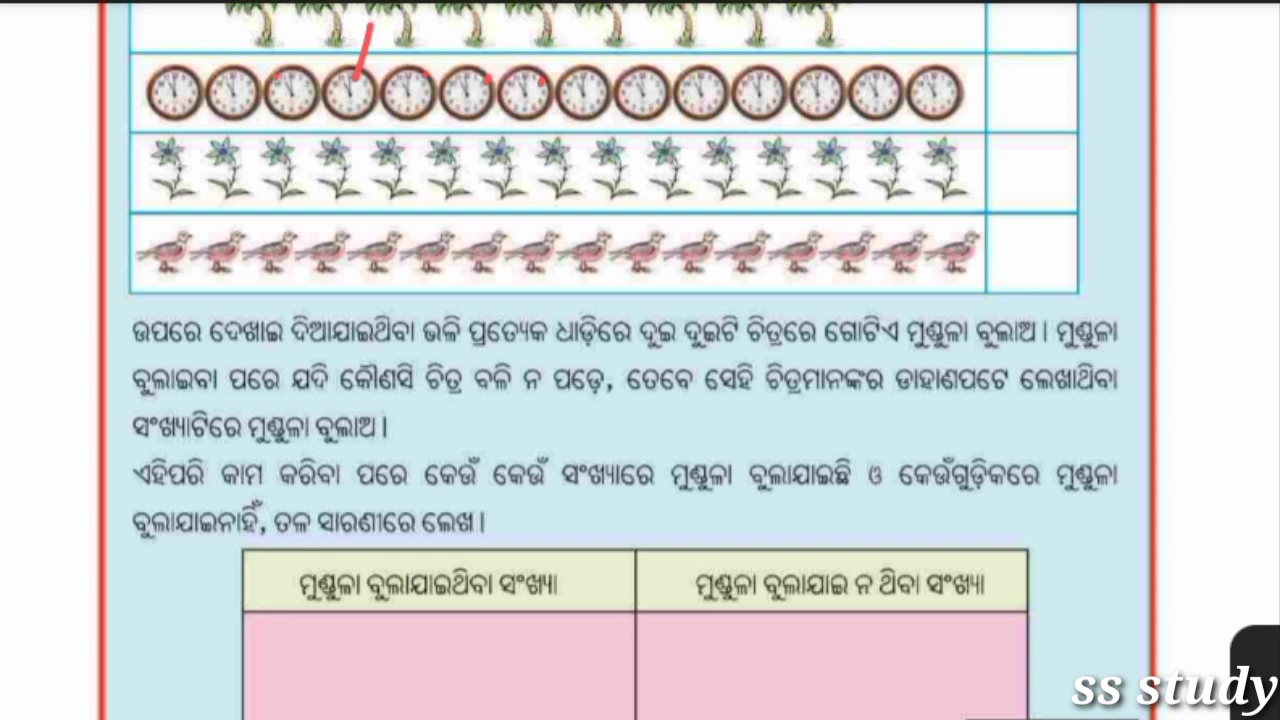 ଉପରେ ଦେଖାଇ ଦିଆଯାଇଥିବା ଭଳି ପ୍ରତ୍ୟେକ ଧାଡ଼ିରେ ଦୁଇ ଦୁଇଟି ଚିତ୍ରରେ ଗୋଟିଏ ମୁଣ୍ଡୁଳା ବୁଲାଅ। ମୁଣ୍ଡୁଳା
ବୁଲାଇବା ପରେ ଯଦି କୌଣସି ଚିତ୍ର ବଳି ନ ପଡ଼େ, ତେବେ ସେହି ଚିତ୍ରମାନଙ୍କର ଡାହାଣପଟେ ଲେଖାଥିବା
ସଂଖ୍ୟାଟିରେ ମୁଣ୍ଡୁଳା ବୁଲାଅ।
ଏହିପରି କାମ କରିବା ପରେ କେଉଁ କେଉଁ ସଂଖ୍ୟାରେ ମୁଣ୍ଡୁଳା ବୁଲାଯାଇଛି ଓ କେଉଁଗୁଡ଼ିକରେ ମୁଣ୍ଡୁଳା
ବୁଲାଯାଇନାହିଁ, ତଳ ସାରଣୀରେ ଲେଖ।
ମୁଣ୍ଡୁଳା ବୁଲାଯାଇଥିବା ସଂଖ୍ୟା ମୁଣ୍ଡୁଳା ବୁଲାଯାଇ ନ ଥିବା ସଂଖ୍ୟା
ss study